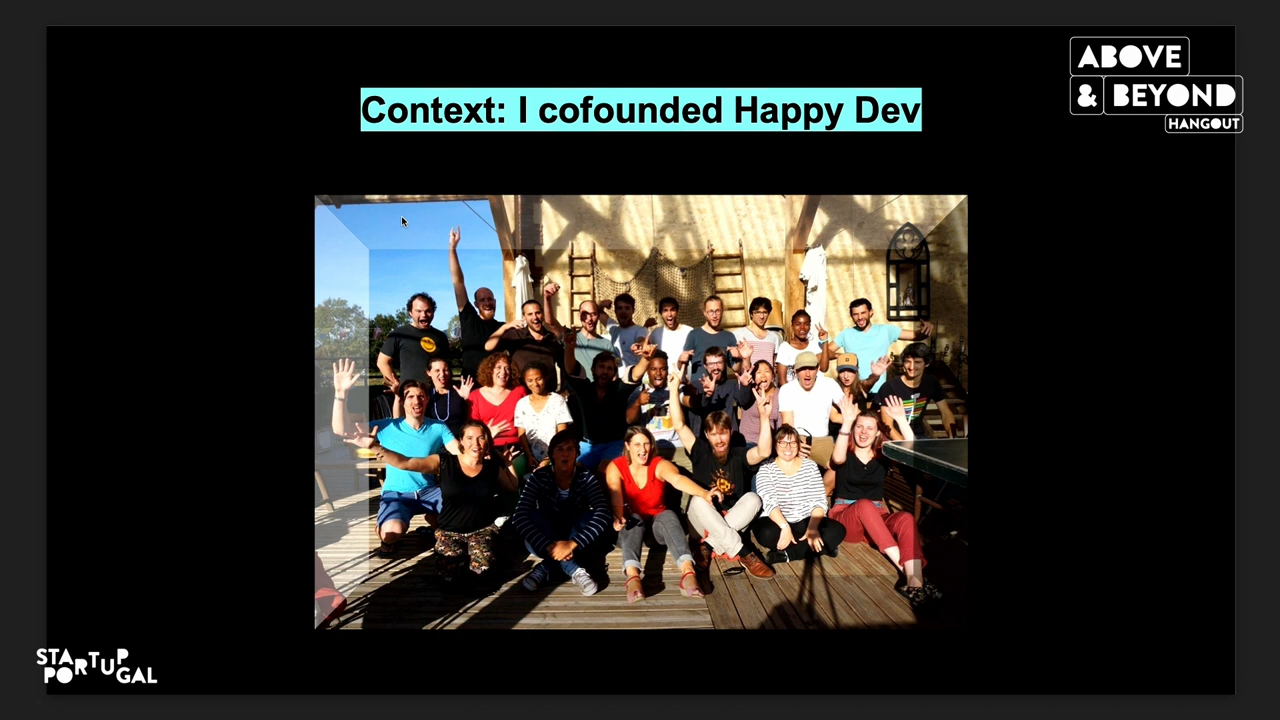 Context: I cofounded Happy Dev
ABOVE
& BEYOND
HANGOUT
STARTUP
PORTUGAL